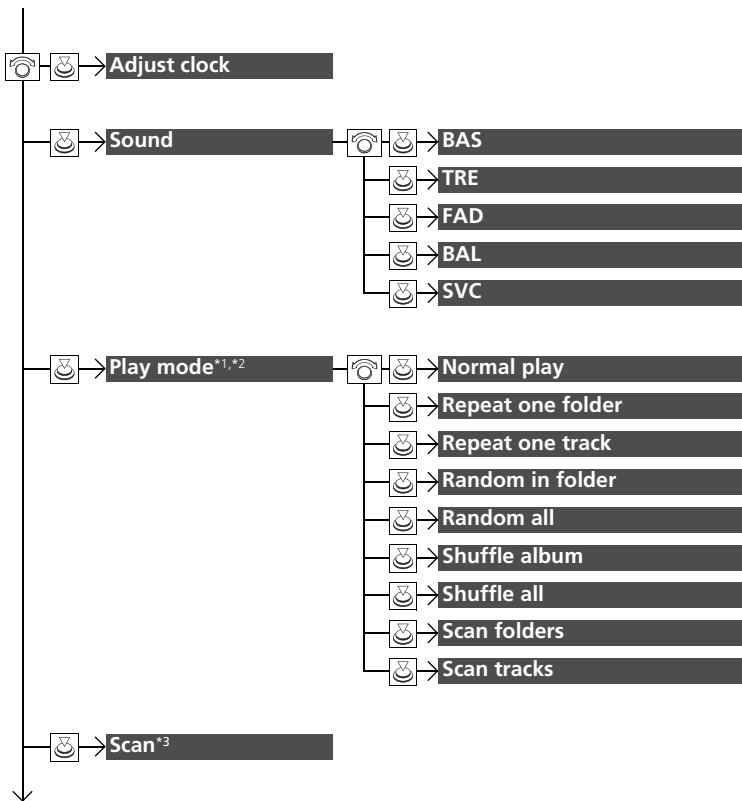 Adjust clock
Sound
BAS
TRE
FAD
BAL
SVC
Play mode*1,*2
Normal play
Repeat one folder
Repeat one track
Random in folder
Random all
Shuffle album
Shuffle all
Scan folders
Scan tracks
Scan*3